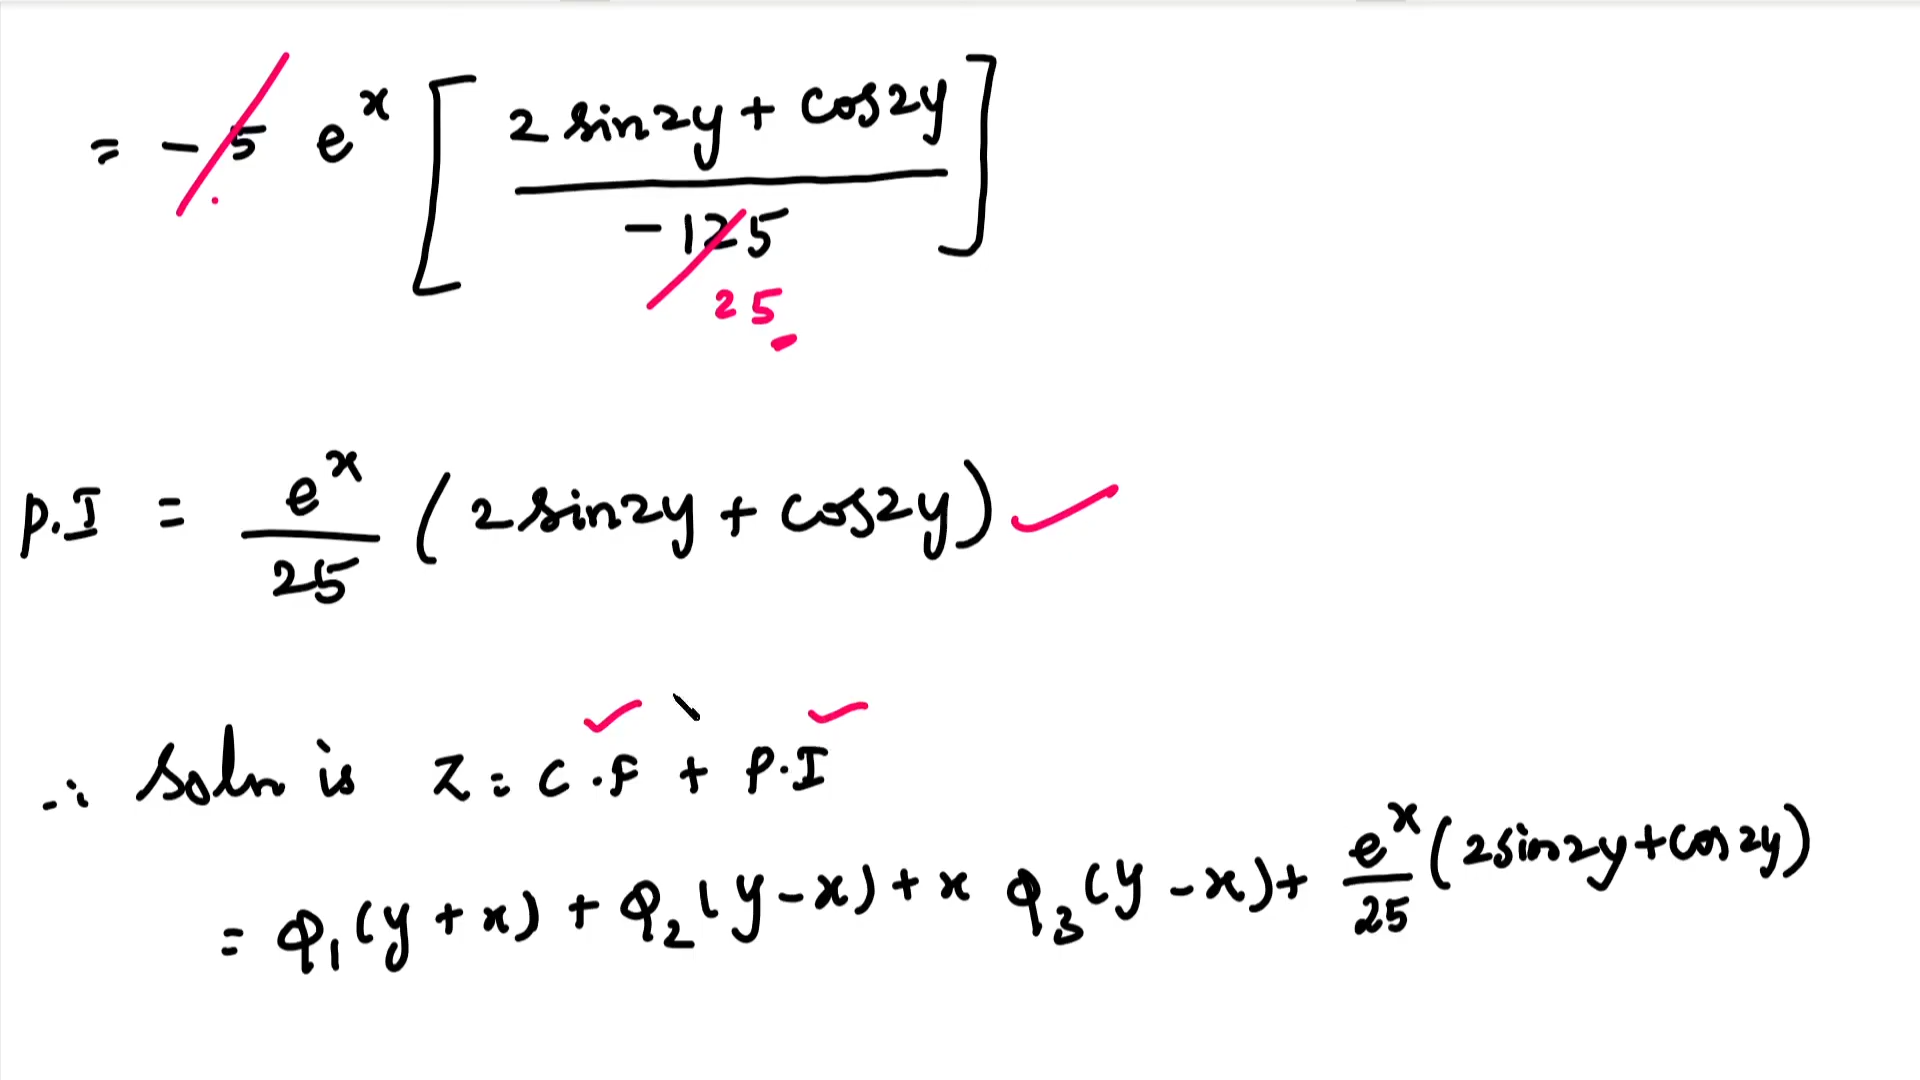 = - 5 e^x [ (2 sin2y + cos2y) / -125 ]
25
P.I = e^x/25 (2 sin2y + cos2y)
∴ Soln is Z = C.F + P.I
= φ₁(y+x) + φ₂(y-x) + x φ₃(y-x) + e^x/25 (2sin2y+cos2y)